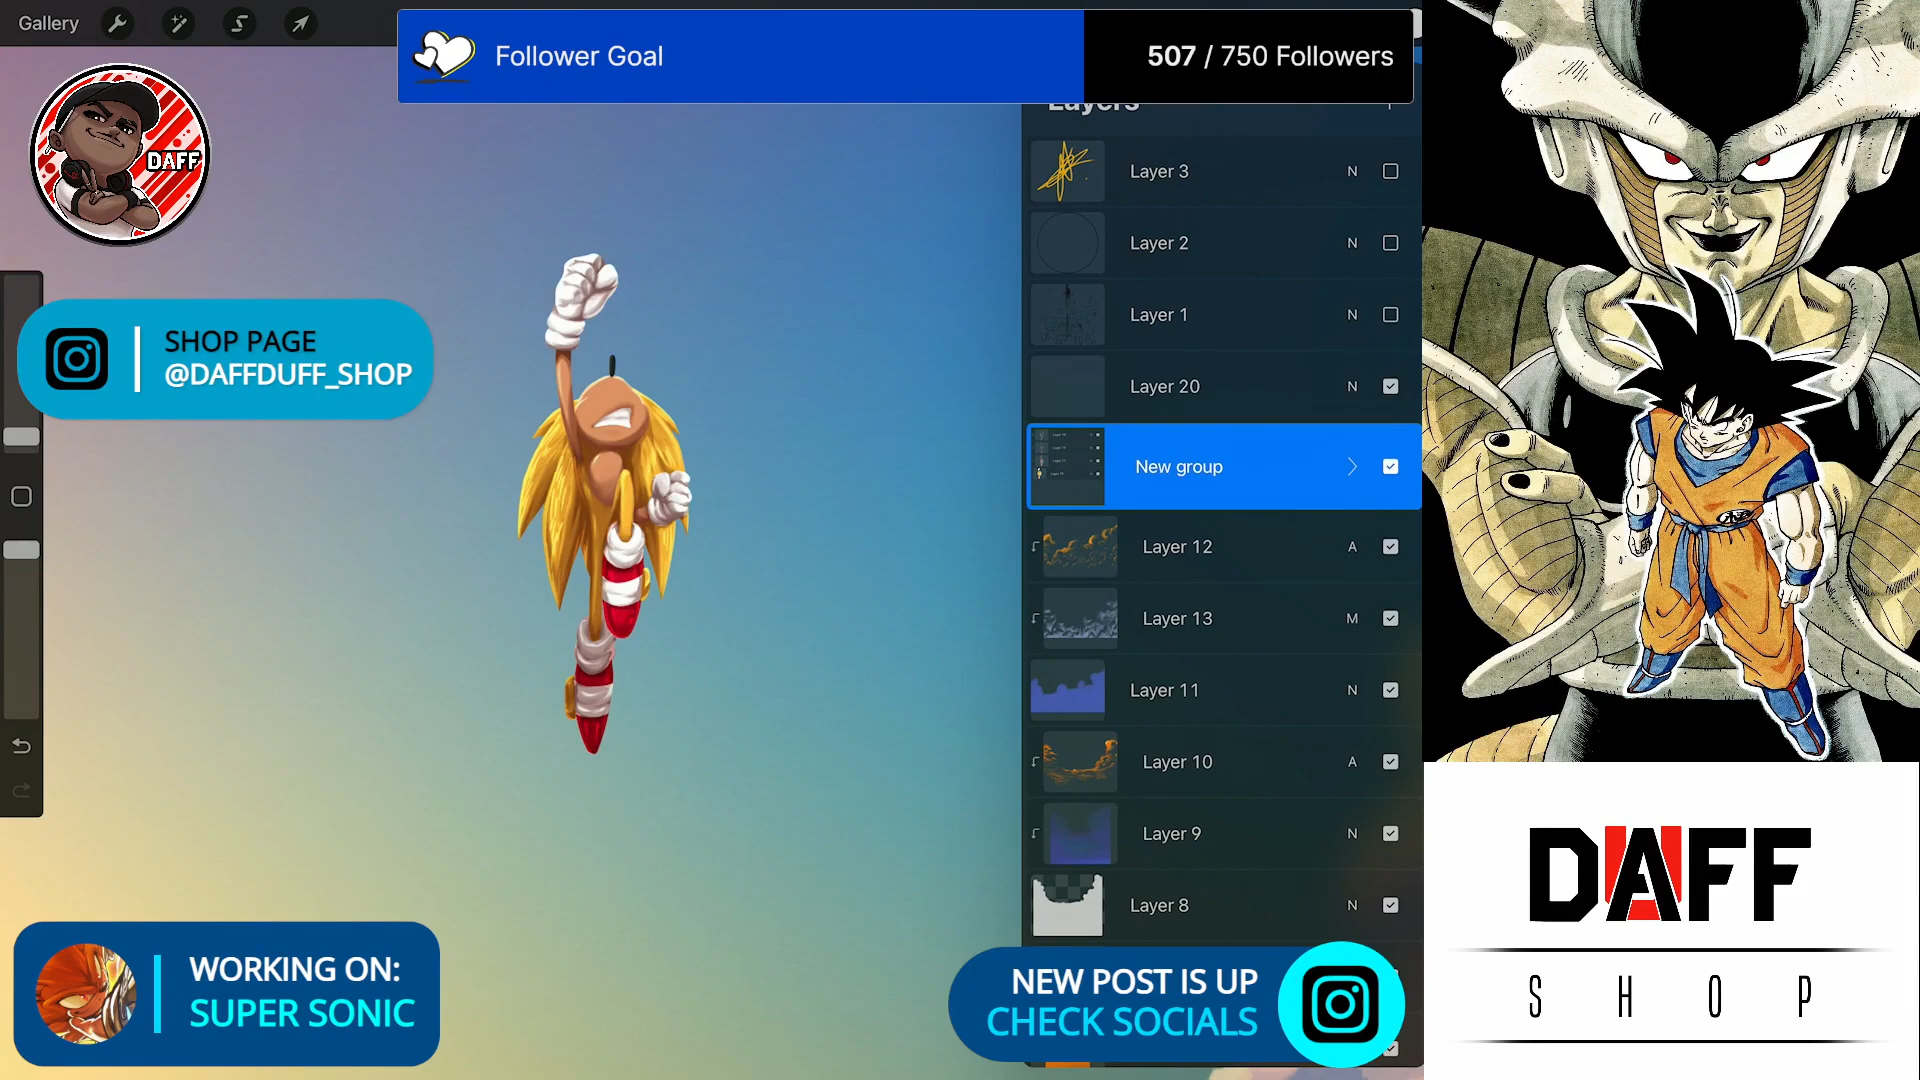 Gallery
Follower Goal
507 / 750 Followers
Layers
DAFF
Layer 3 N
Layer 2 N
Layer 1 N
Layer 20 N
New group
Layer 12 A
Layer 13 M
Layer 11 N
Layer 10 A
Layer 9 N
Layer 8 N
SHOP PAGE
@DAFFDUFF_SHOP
WORKING ON:
SUPER SONIC
NEW POST IS UP
CHECK SOCIALS
DAFF
SHOP